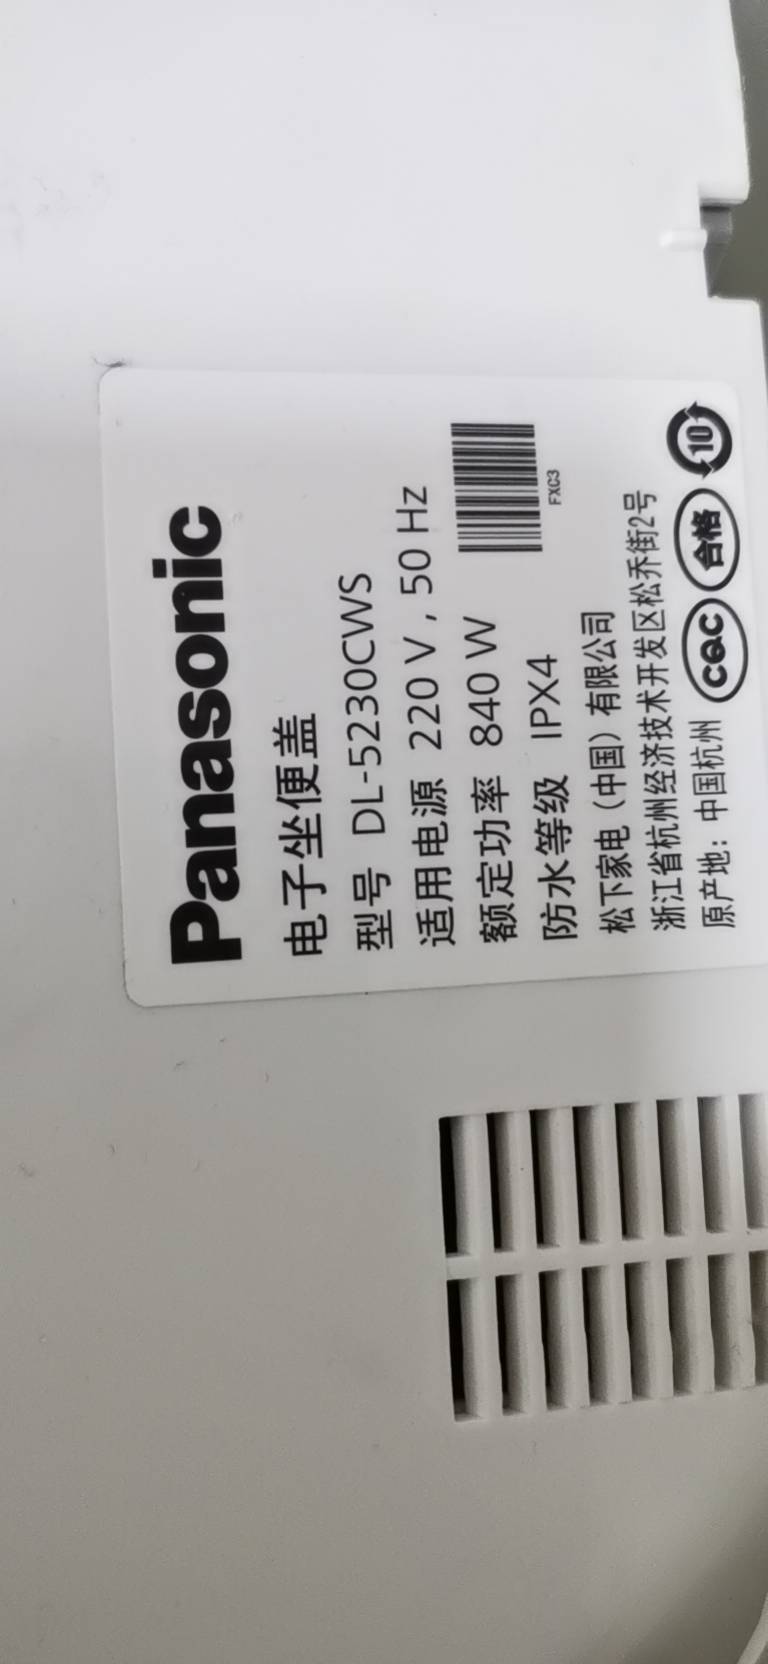 Panasonic
电子坐便盖
型号 DL-5230CWS
适用电源 220 V , 50 Hz
额定功率 840 W
防水等级 IPX4
FXC3
松下家电（中国）有限公司
浙江省杭州经济技术开发区松乔街2号
原产地：中国杭州 CQC 合格 10